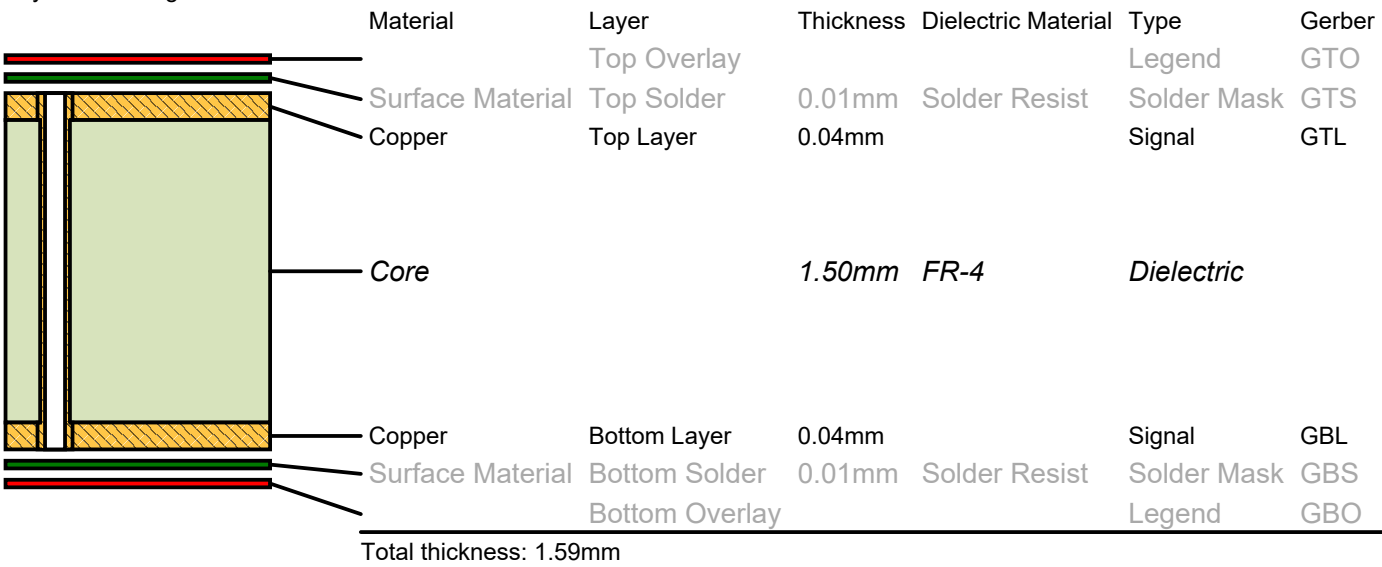 Material Layer Thickness Dielectric Material Type Gerber
Top Overlay Legend GTO
Surface Material Top Solder 0.01mm Solder Resist Solder Mask GTS
Copper Top Layer 0.04mm Signal GTL
Core 1.50mm FR-4 Dielectric
Copper Bottom Layer 0.04mm Signal GBL
Surface Material Bottom Solder 0.01mm Solder Resist Solder Mask GBS
Bottom Overlay Legend GBO
Total thickness: 1.59mm